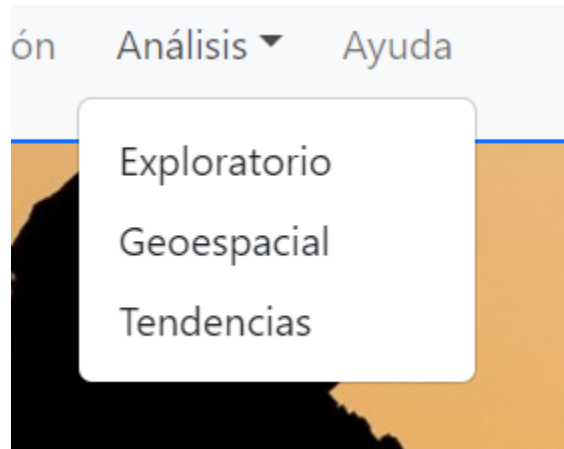 ón Análisis Ayuda
Exploratorio
Geoespacial
Tendencias